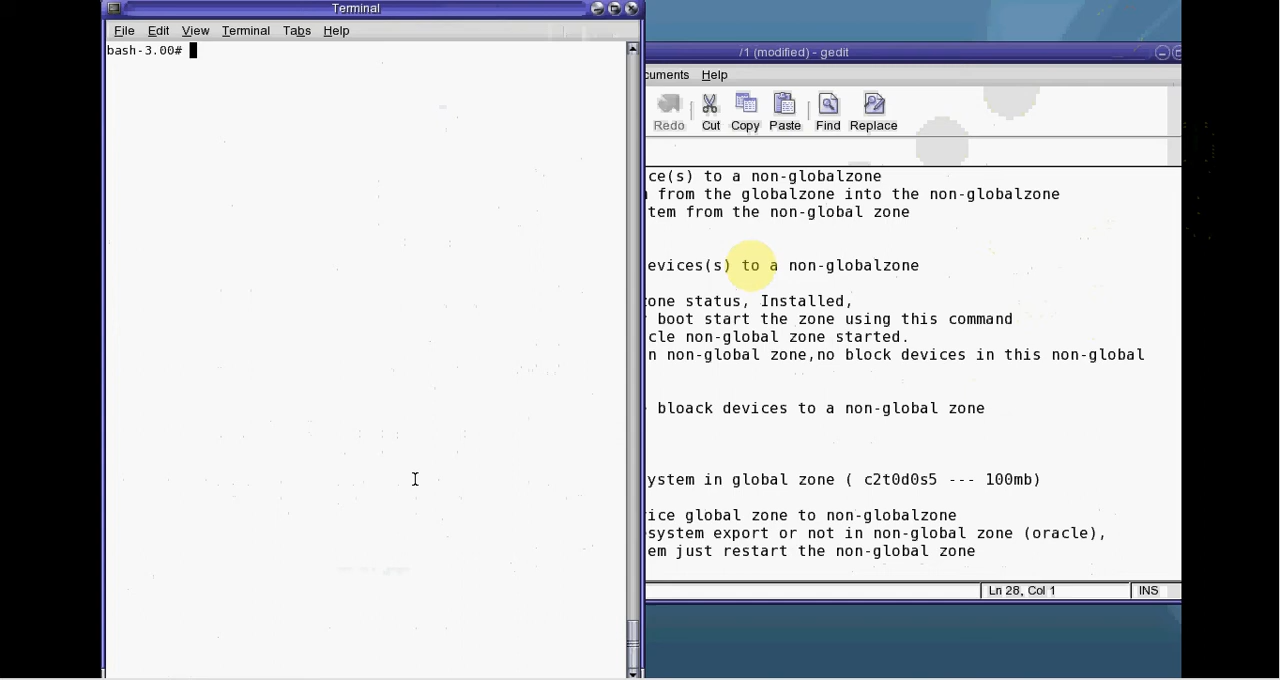 Terminal
File Edit View Terminal Tabs Help
bash-3.00#
/1 (modified) - gedit
cuments Help
Redo Cut Copy Paste Find Replace
ce(s) to a non-globalzone
from the globalzone into the non-globalzone
tem from the non-global zone
evices(s) to a non-globalzone
zone status, Installed,
boot start the zone using this command
cle non-global zone started.
n non-global zone,no block devices in this non-global
bloack devices to a non-global zone
ystem in global zone ( c2t0d0s5 --- 100mb)
ice global zone to non-globalzone
system export or not in non-global zone (oracle),
em just restart the non-global zone
Ln 28, Col 1 INS